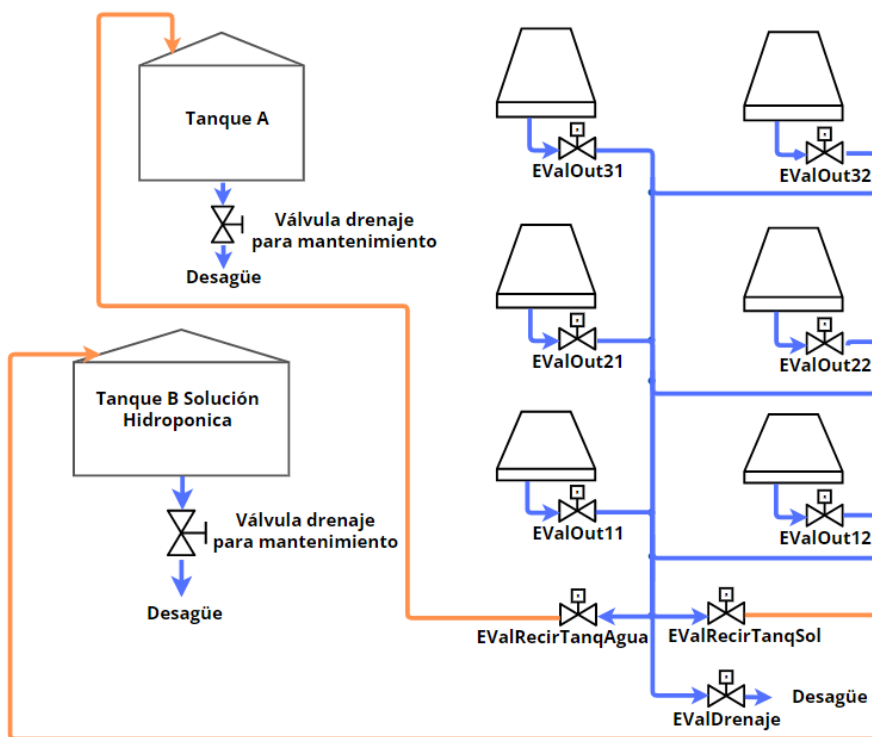 Tanque A
Válvula drenaje
para mantenimiento
Desagüe
Tanque B Solución
Hidroponica
Válvula drenaje
para mantenimiento
Desagüe
EValOut31
EValOut32
EValOut21
EValOut22
EValOut11
EValOut12
EValRecirTanqAgua
EValRecirTanqSol
EValDrenaje
Desagüe